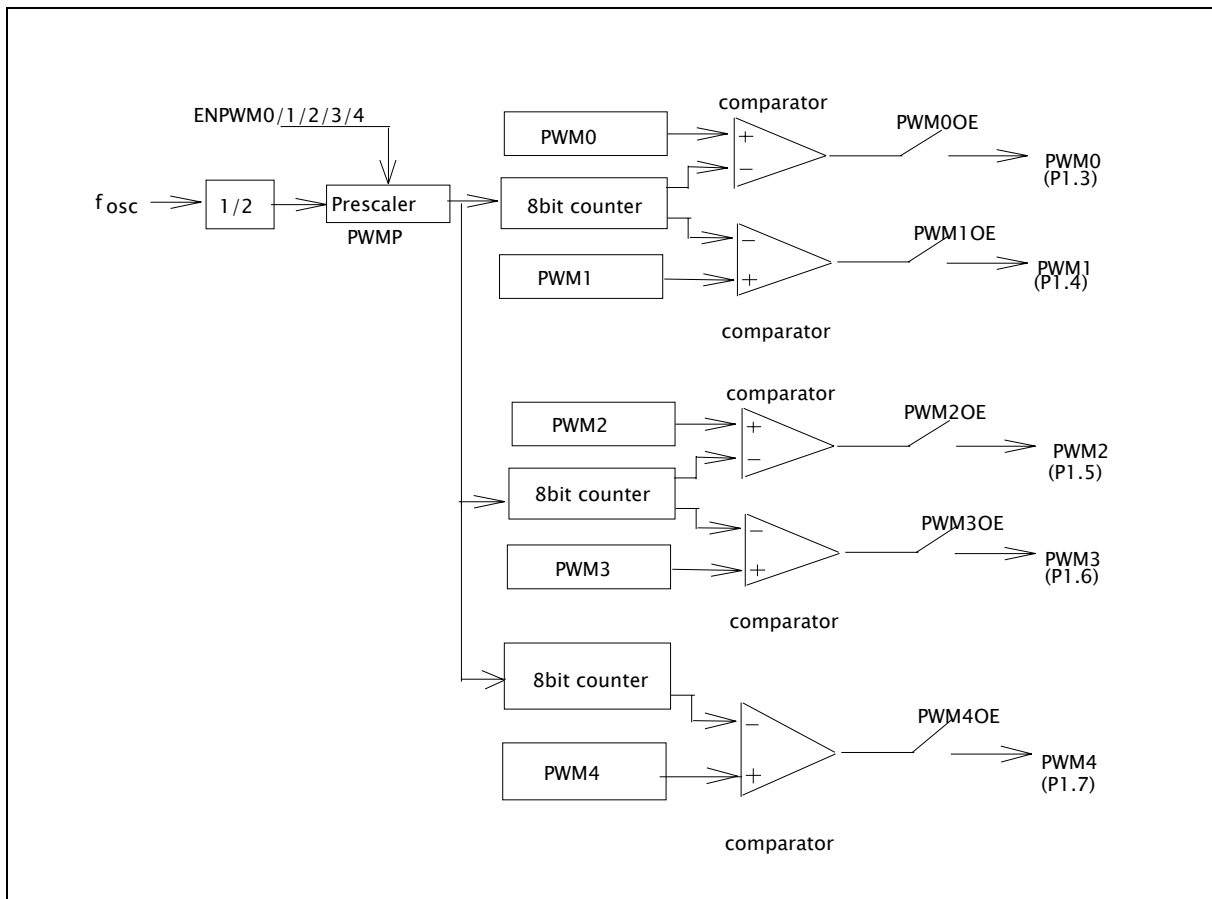 comparator
ENPWM0/1/2/3/4
PWM0
+
PWM0OE
−
PWM0
(P1.3)
fosc
1/2
Prescaler
PWMP
8bit counter
−
PWM1OE
PWM1
+
PWM1
(P1.4)
comparator
comparator
PWM2
+
PWM2OE
−
PWM2
(P1.5)
8bit counter
−
PWM3OE
PWM3
+
PWM3
(P1.6)
comparator
8bit counter
−
PWM4OE
PWM4
+
PWM4
(P1.7)
comparator